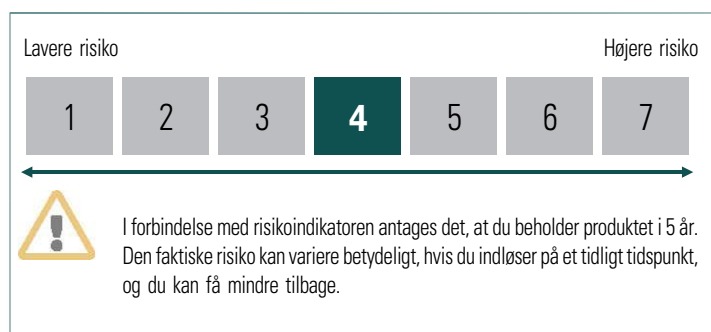 Lavere risiko Højere risiko
1 2 3 4 5 6 7
I forbindelse med risikoindikatoren antages det, at du beholder produktet i 5 år.
Den faktiske risiko kan variere betydeligt, hvis du indløser på et tidligt tidspunkt,
og du kan få mindre tilbage.